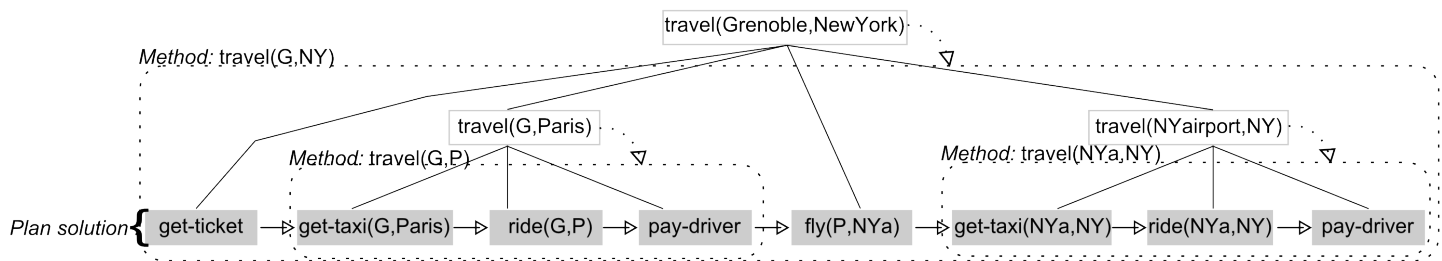 travel(Grenoble,NewYork)
Method: travel(G,NY)
travel(G,Paris)
travel(NYairport,NY)
Method: travel(G,P)
Method: travel(NYa,NY)
Plan solution{
get-ticket
get-taxi(G,Paris)
ride(G,P)
pay-driver
fly(P,NYa)
get-taxi(NYa,NY)
ride(NYa,NY)
pay-driver